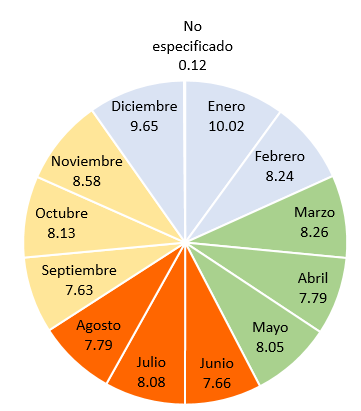 No
especificado
0.12
Enero
10.02
Febrero
8.24
Marzo
8.26
Abril
7.79
Mayo
8.05
Junio
7.66
Julio
8.08
Agosto
7.79
Septiembre
7.63
Octubre
8.13
Noviembre
8.58
Diciembre
9.65